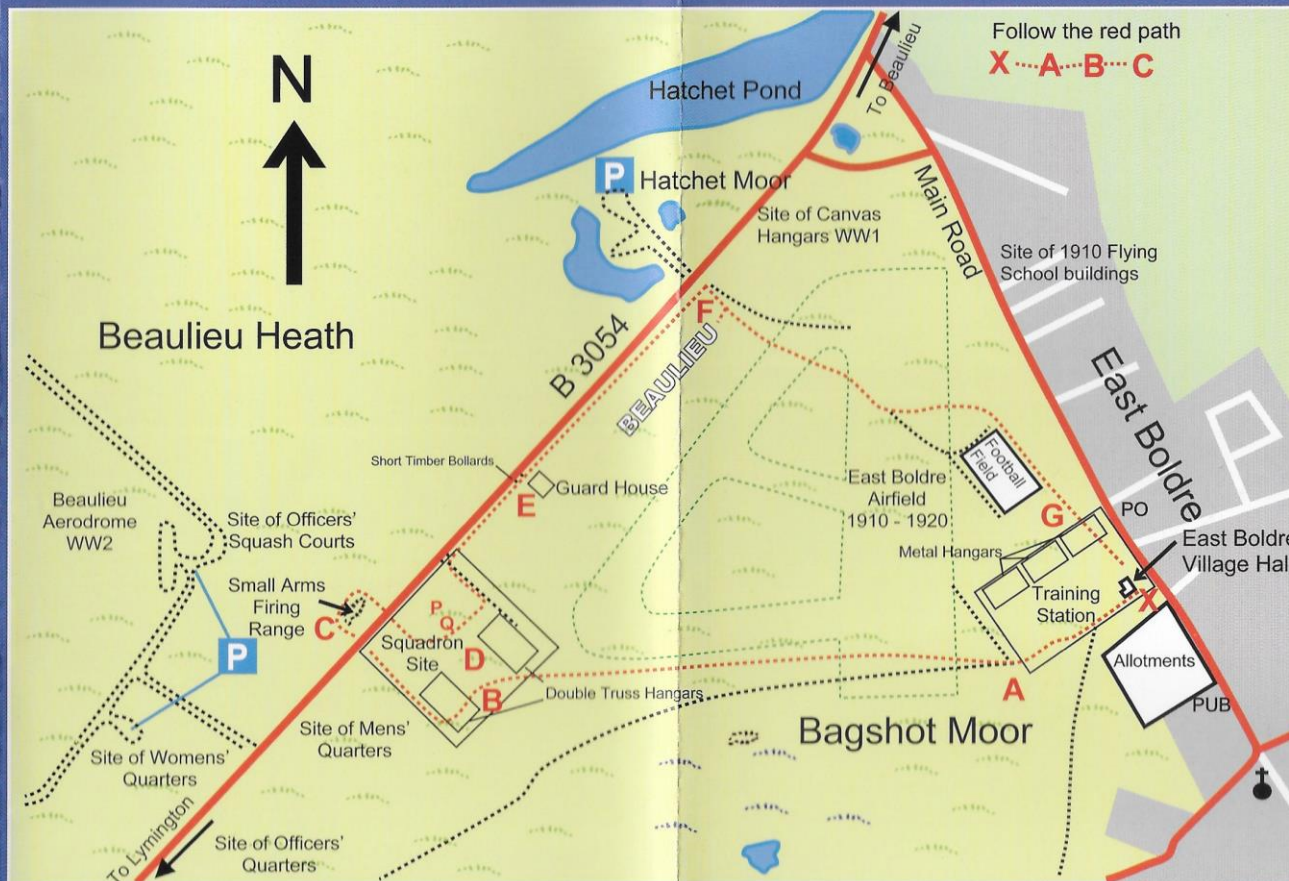 N
Follow the red path
X A B C
To Beaulieu
Hatchet Pond
P
Hatchet Moor
Site of Canvas
Hangars WW1
Main Road
Site of 1910 Flying
School buildings
Beaulieu Heath
B 3054
F
BEAULIEU
East Boldre
Short Timber Bollards
E
Guard House
Football
Field
East Boldre
Airfield
1910 - 1920
G
PO
Beaulieu
Aerodrome
WW2
Site of Officers'
Squash Courts
Metal Hangars
East Boldre
Village Hal
Small Arms
Firing
Range
C
P
Q
Squadron
Site
D
Training
Station
X
P
Allotments
A
B
Double Truss Hangars
PUB
Site of Mens'
Quarters
Bagshot Moor
Site of Womens'
Quarters
To Lymington
Site of Officers'
Quarters